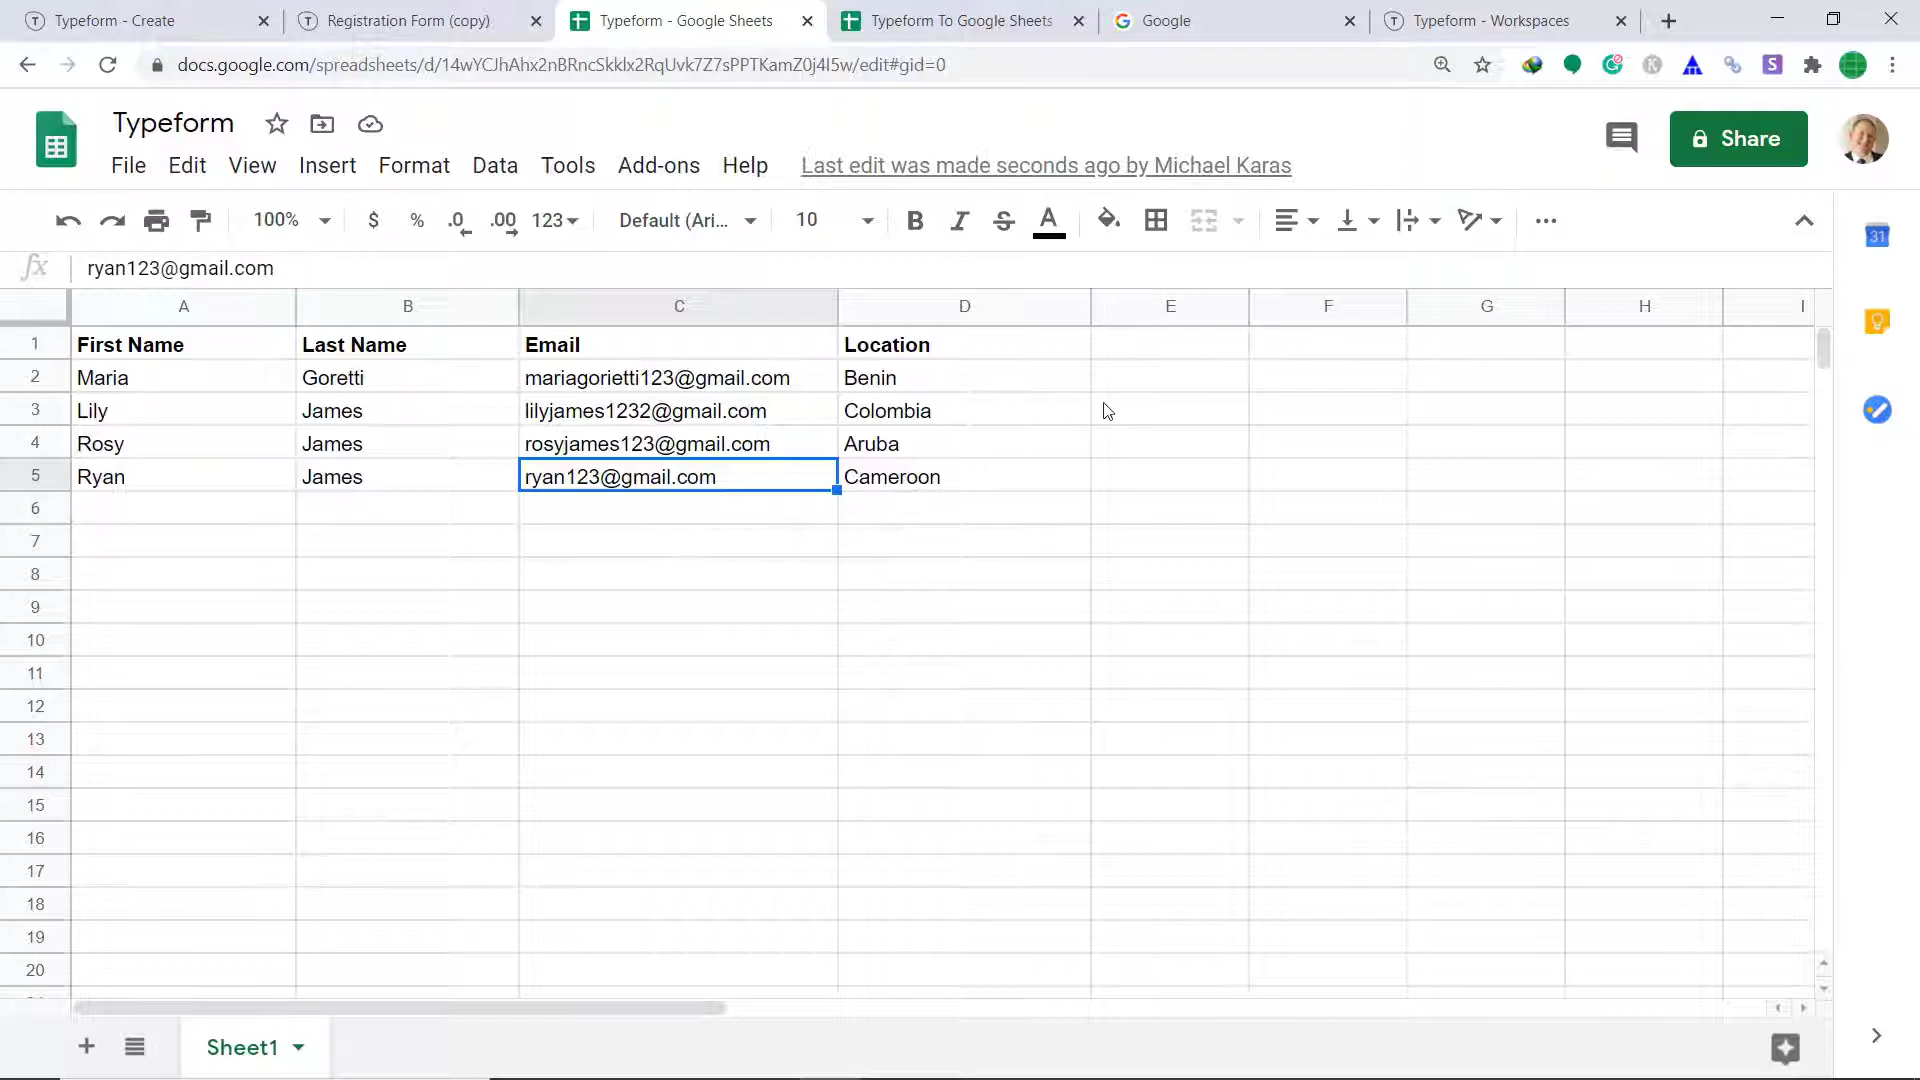 Typeform - Create
Registration Form (copy)
Typeform - Google Sheets
Typeform To Google Sheets
Google
Typeform - Workspaces
docs.google.com/spreadsheets/d/14wYCJhAhx2nBRncSkklx2RqUvk7Z7sPPTKamZ0j4I5w/edit#gid=0
Typeform
Share
File Edit View Insert Format Data Tools Add-ons Help Last edit was made seconds ago by Michael Karas
100% $ % .0 .00 123 Default (Ari... 10 B I S A
31
fx ryan123@gmail.com
A B C D E F G H I
1 First Name Last Name Email Location
2 Maria Goretti mariagorietti123@gmail.com Benin
3 Lily James lilyjames1232@gmail.com Colombia
4 Rosy James rosyjames123@gmail.com Aruba
5 Ryan James ryan123@gmail.com Cameroon
6
7
8
9
10
11
12
13
14
15
16
17
18
19
20
Sheet1